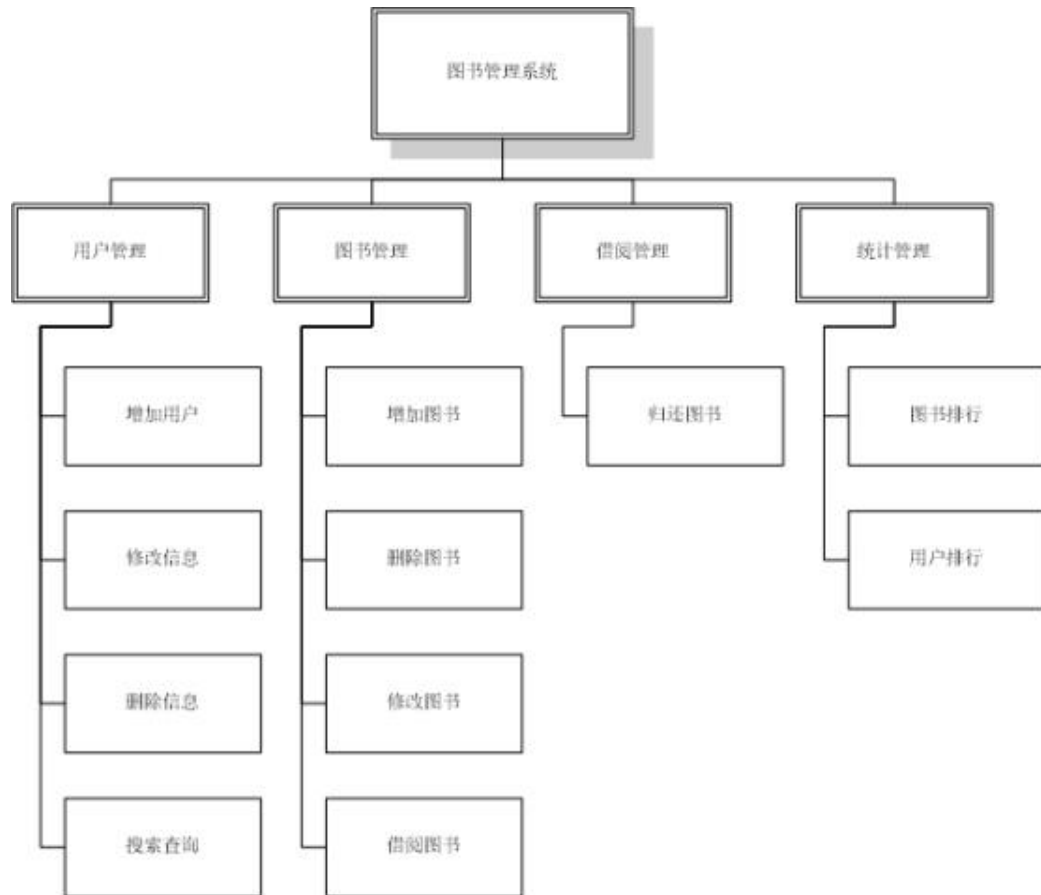 图书管理系统
用户管理
图书管理
借阅管理
统计管理
增加用户
增加图书
归还图书
图书排行
修改信息
删除图书
用户排行
删除信息
修改图书
搜索查询
借阅图书